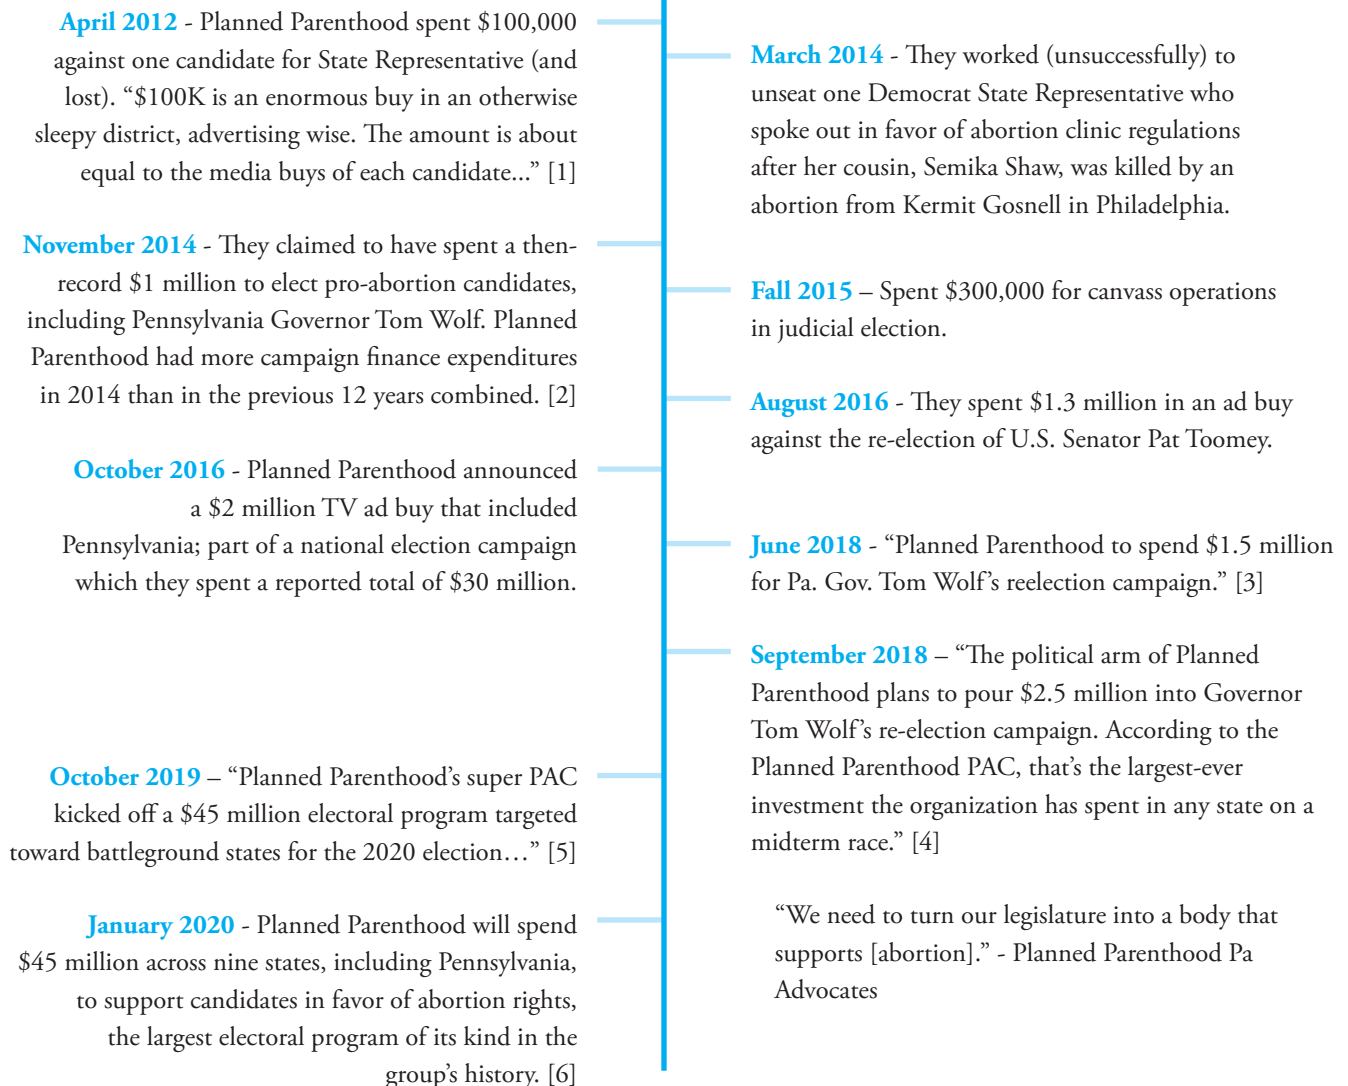 April 2012 - Planned Parenthood spent $100,000
against one candidate for State Representative (and
lost). “$100K is an enormous buy in an otherwise
sleepy district, advertising wise. The amount is about
equal to the media buys of each candidate...” [1]
March 2014 - They worked (unsuccessfully) to
unseat one Democrat State Representative who
spoke out in favor of abortion clinic regulations
after her cousin, Semika Shaw, was killed by an
abortion from Kermit Gosnell in Philadelphia.
November 2014 - They claimed to have spent a then-
record $1 million to elect pro-abortion candidates,
including Pennsylvania Governor Tom Wolf. Planned
Parenthood had more campaign finance expenditures
in 2014 than in the previous 12 years combined. [2]
Fall 2015 – Spent $300,000 for canvass operations
in judicial election.
August 2016 - They spent $1.3 million in an ad buy
against the re-election of U.S. Senator Pat Toomey.
October 2016 - Planned Parenthood announced
a $2 million TV ad buy that included
Pennsylvania; part of a national election campaign
which they spent a reported total of $30 million.
June 2018 - “Planned Parenthood to spend $1.5 million
for Pa. Gov. Tom Wolf’s reelection campaign.” [3]
September 2018 – “The political arm of Planned
Parenthood plans to pour $2.5 million into Governor
Tom Wolf’s re-election campaign. According to the
Planned Parenthood PAC, that’s the largest-ever
investment the organization has spent in any state on a
midterm race.” [4]
October 2019 – “Planned Parenthood’s super PAC
kicked off a $45 million electoral program targeted
toward battleground states for the 2020 election…” [5]
January 2020 - Planned Parenthood will spend
$45 million across nine states, including Pennsylvania,
to support candidates in favor of abortion rights,
the largest electoral program of its kind in the
group’s history. [6]
“We need to turn our legislature into a body that
supports [abortion].” - Planned Parenthood Pa
Advocates